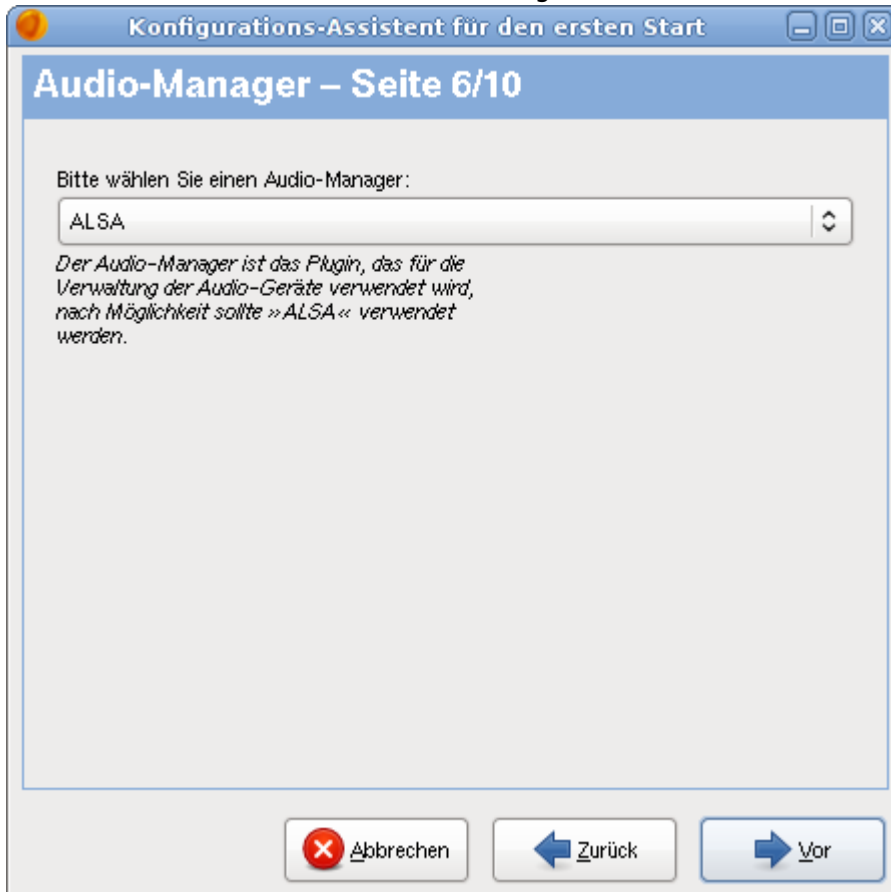 Konfigurations-Assistent für den ersten Start
Audio-Manager – Seite 6/10
Bitte wählen Sie einen Audio-Manager:
ALSA
Der Audio-Manager ist das Plugin, das für die
Verwaltung der Audio-Geräte verwendet wird,
nach Möglichkeit sollte »ALSA« verwendet
werden.
Abbrechen
Zurück
Vor